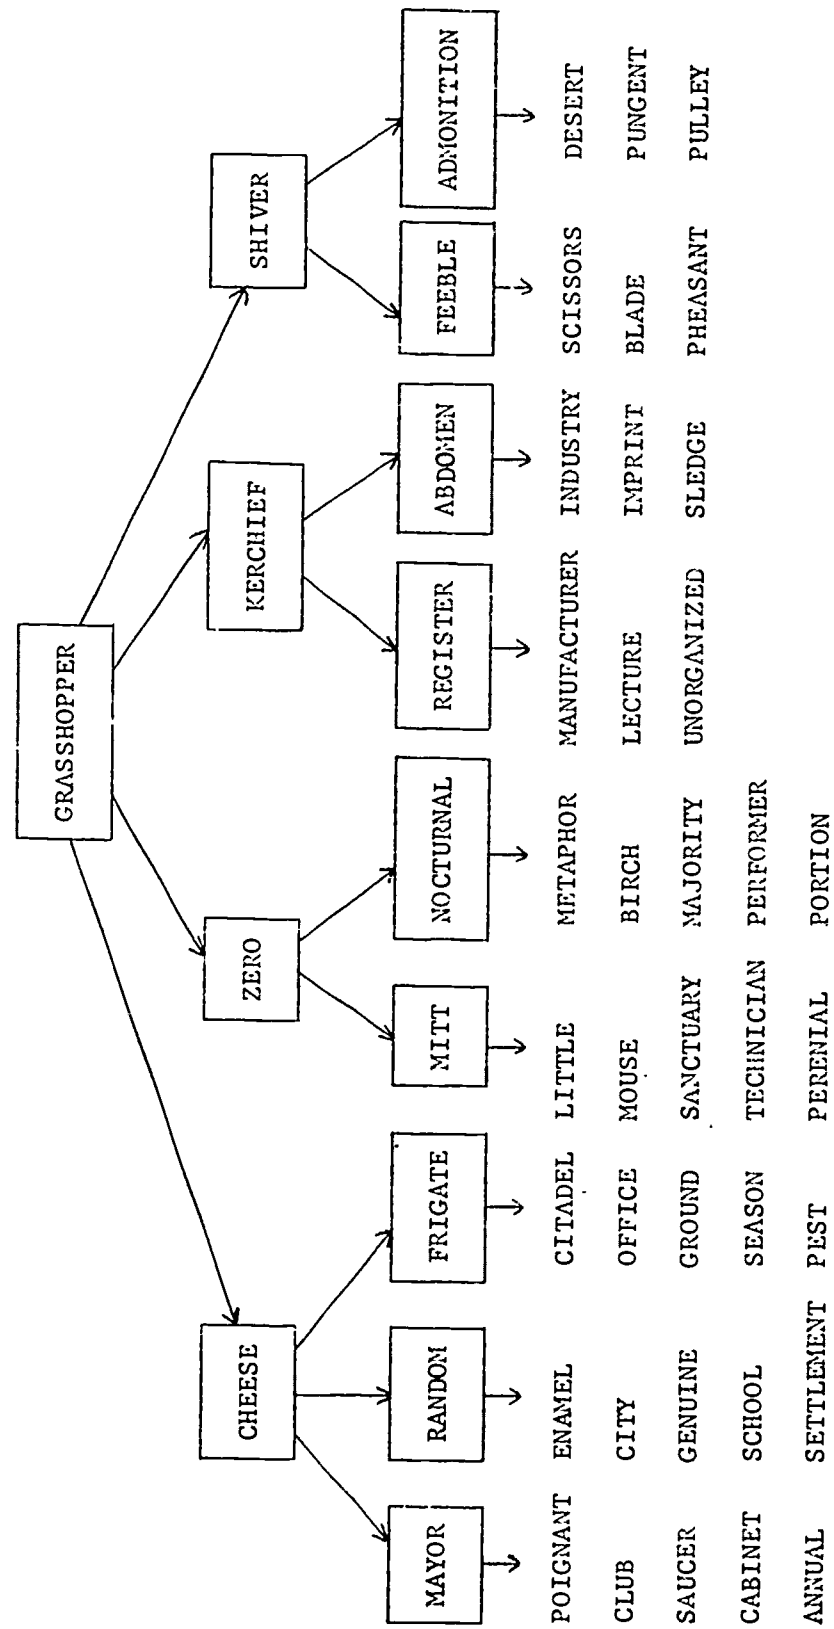 GRASSHOPPER
CHEESE ZERO KERCHIEF SHIVER
MAYOR RANDOM FRIGATE MITT NOCTURNAL REGISTER ABDOMEN FEEBLE ADMONITION
POIGNANT ENAMEL CITADEL LITTLE METAPHOR MANUFACTURER INDUSTRY SCISSORS DESERT
CLUB CITY OFFICE MOUSE BIRCH LECTURE IMPRINT BLADE PUNGENT
SAUCER GENUINE GROUND SANCTUARY MAJORITY UNORGANIZED SLEDGE PHEASANT PULLEY
CABINET SCHOOL SEASON TECHNICIAN PERFORMER
ANNUAL SETTLEMENT PEST PERENIAL PORTION